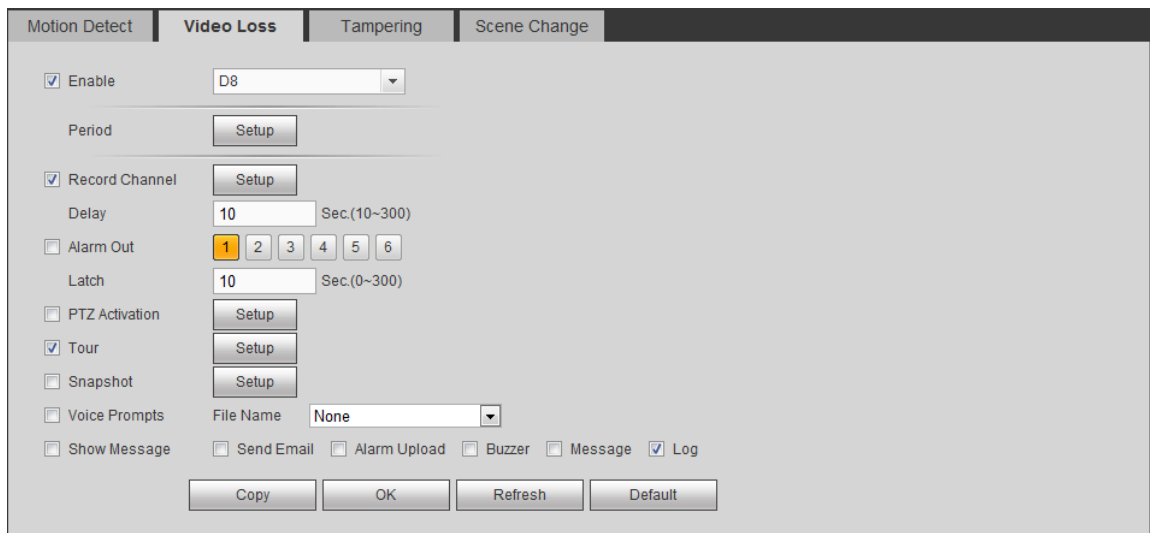 Motion Detect Video Loss Tampering Scene Change
Enable D8
Period Setup
Record Channel Setup
Delay 10 Sec.(10~300)
Alarm Out 1 2 3 4 5 6
Latch 10 Sec.(0~300)
PTZ Activation Setup
Tour Setup
Snapshot Setup
Voice Prompts File Name None
Show Message Send Email Alarm Upload Buzzer Message Log
Copy OK Refresh Default